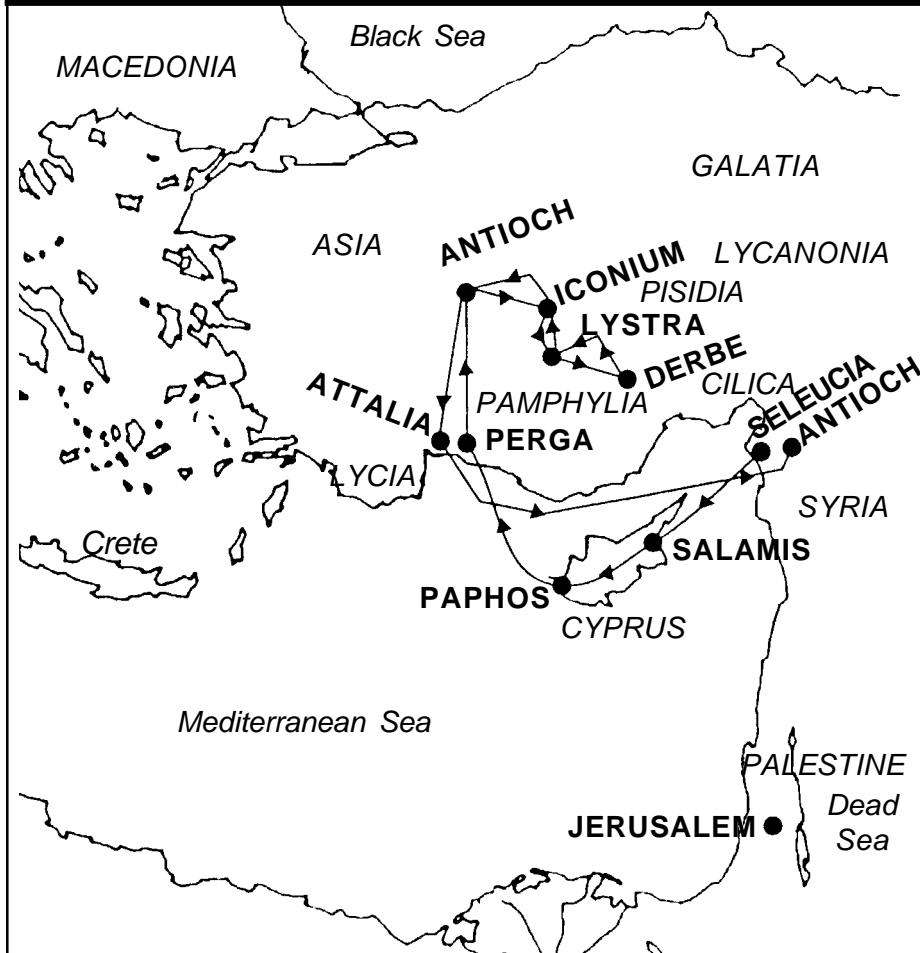 Black Sea
MACEDONIA
GALATIA
ANTIOCH
ASIA
LYCANONIA
ICONIUM
PISIDIA
LYSTRA
DERBE
CILICA
SELEUCIA
ANTIOCH
PAMPHYLIA
ATTALIA
PERGA
LYCIA
SYRIA
Crete
SALAMIS
PAPHOS
CYPRUS
Mediterranean Sea
PALESTINE
Dead
Sea
JERUSALEM